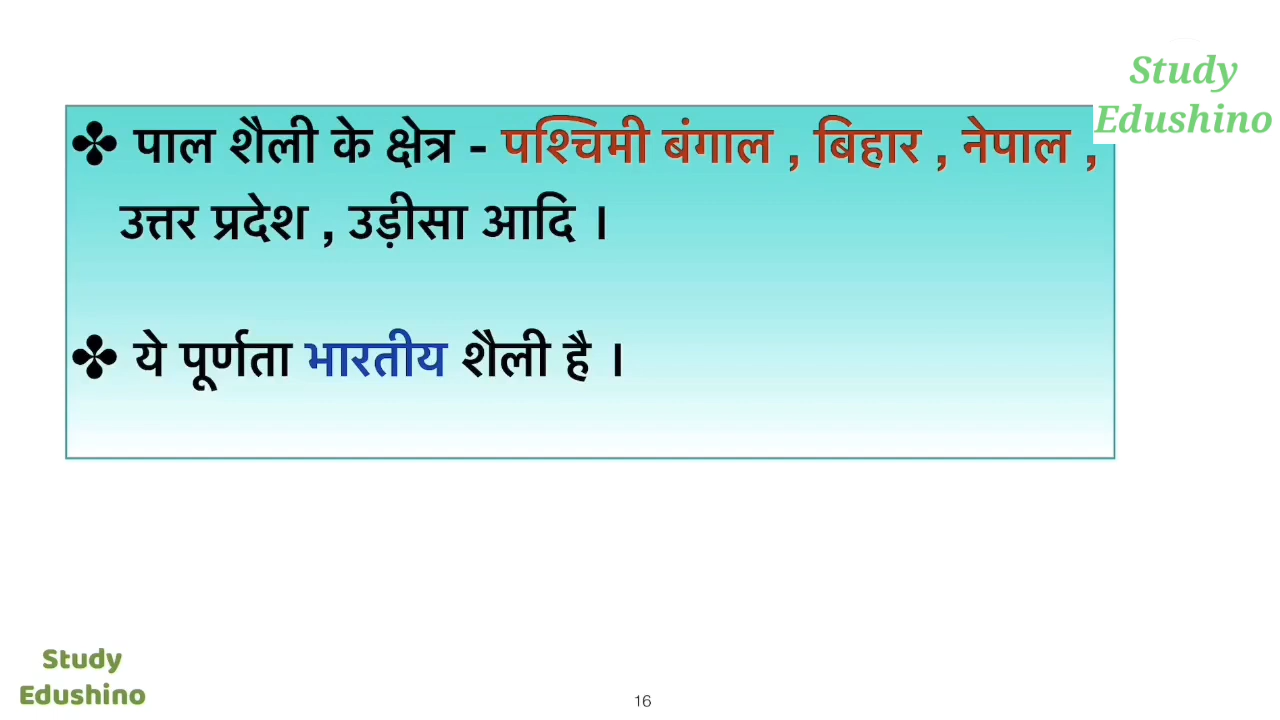 Study
Edushino
✤ पाल शैली के क्षेत्र - पश्चिमी बंगाल , बिहार , नेपाल ,
उत्तर प्रदेश , उड़ीसा आदि ।
✤ ये पूर्णता भारतीय शैली है ।
Study
Edushino
16